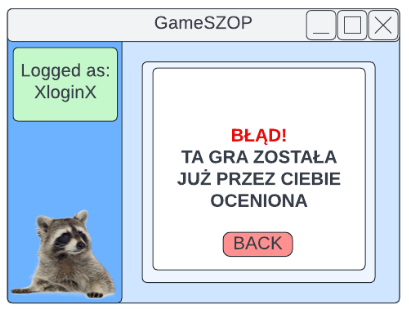 GameSZOP
Logged as:
XloginX
BŁĄD!
TA GRA ZOSTAŁA
JUŻ PRZEZ CIEBIE
OCENIONA
BACK